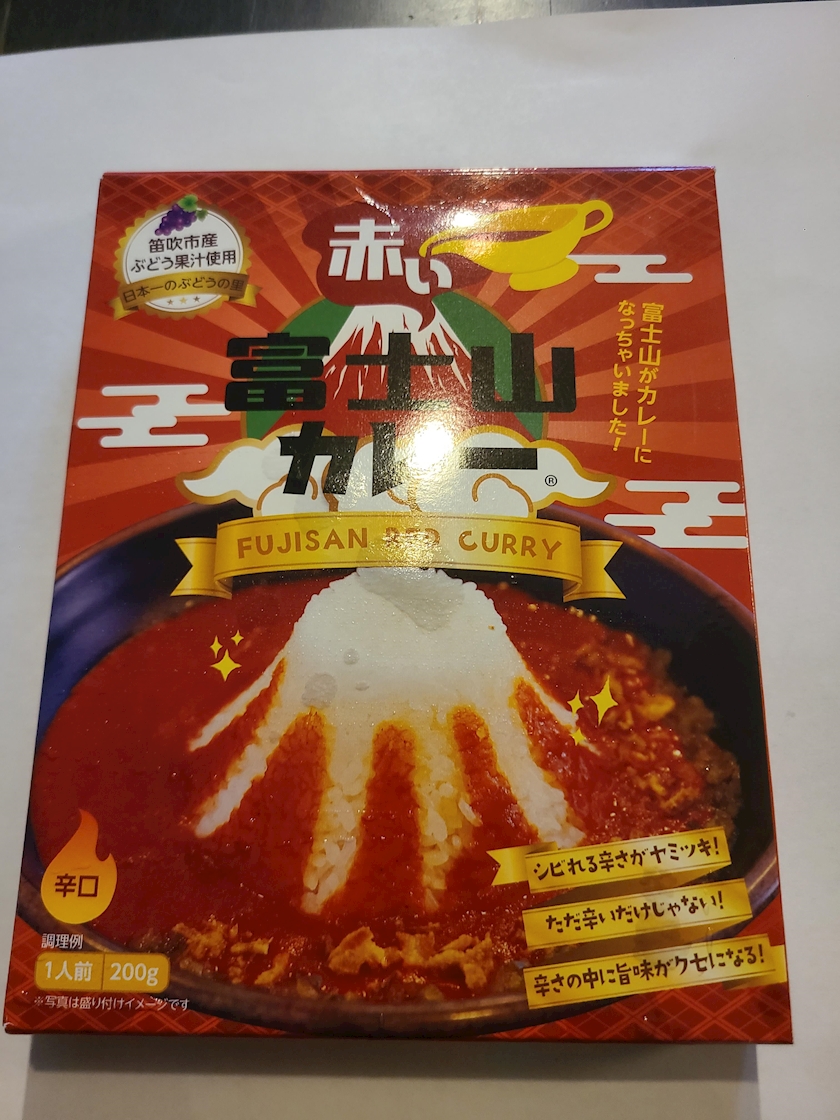 笛吹市産
ぶどう果汁使用
日本一のぶどうの里
赤い
富士山
カレー
®
富士山がカレーに
なっちゃいました!
FUJISAN RED CURRY
シビれる辛さがヤミツキ!
ただ辛いだけじゃない!
辛さの中に旨味がクセになる!
辛口
調理例
1人前 200g
※写真は盛り付けイメージです